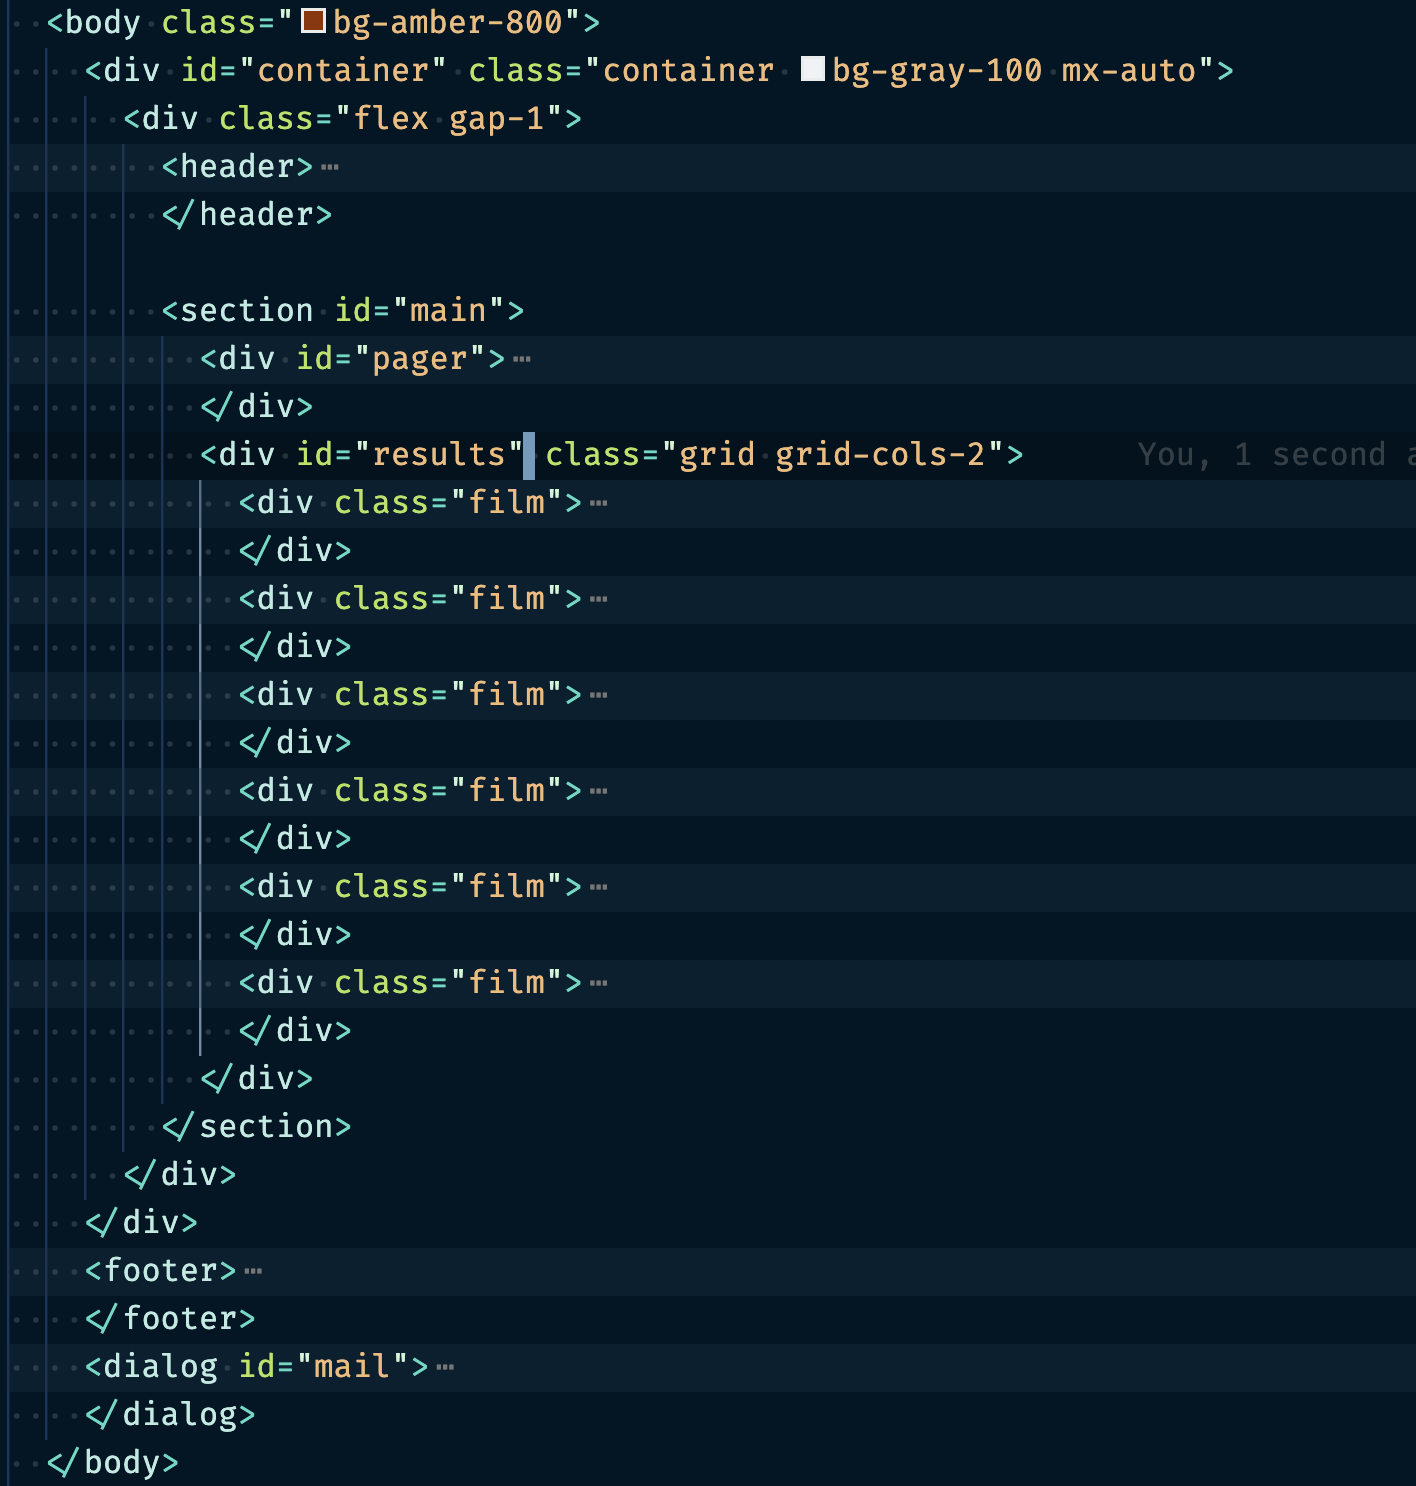 <body class="bg-amber-800">
<div id="container" class="container bg-gray-100 mx-auto">
<div class="flex gap-1">
<header>…
</header>
<section id="main">
<div id="pager">…
</div>
<div id="results" class="grid grid-cols-2"> You, 1 second
<div class="film">…
</div>
<div class="film">…
</div>
<div class="film">…
</div>
<div class="film">…
</div>
<div class="film">…
</div>
<div class="film">…
</div>
</div>
</section>
</div>
</div>
<footer>…
</footer>
<dialog id="mail">…
</dialog>
</body>